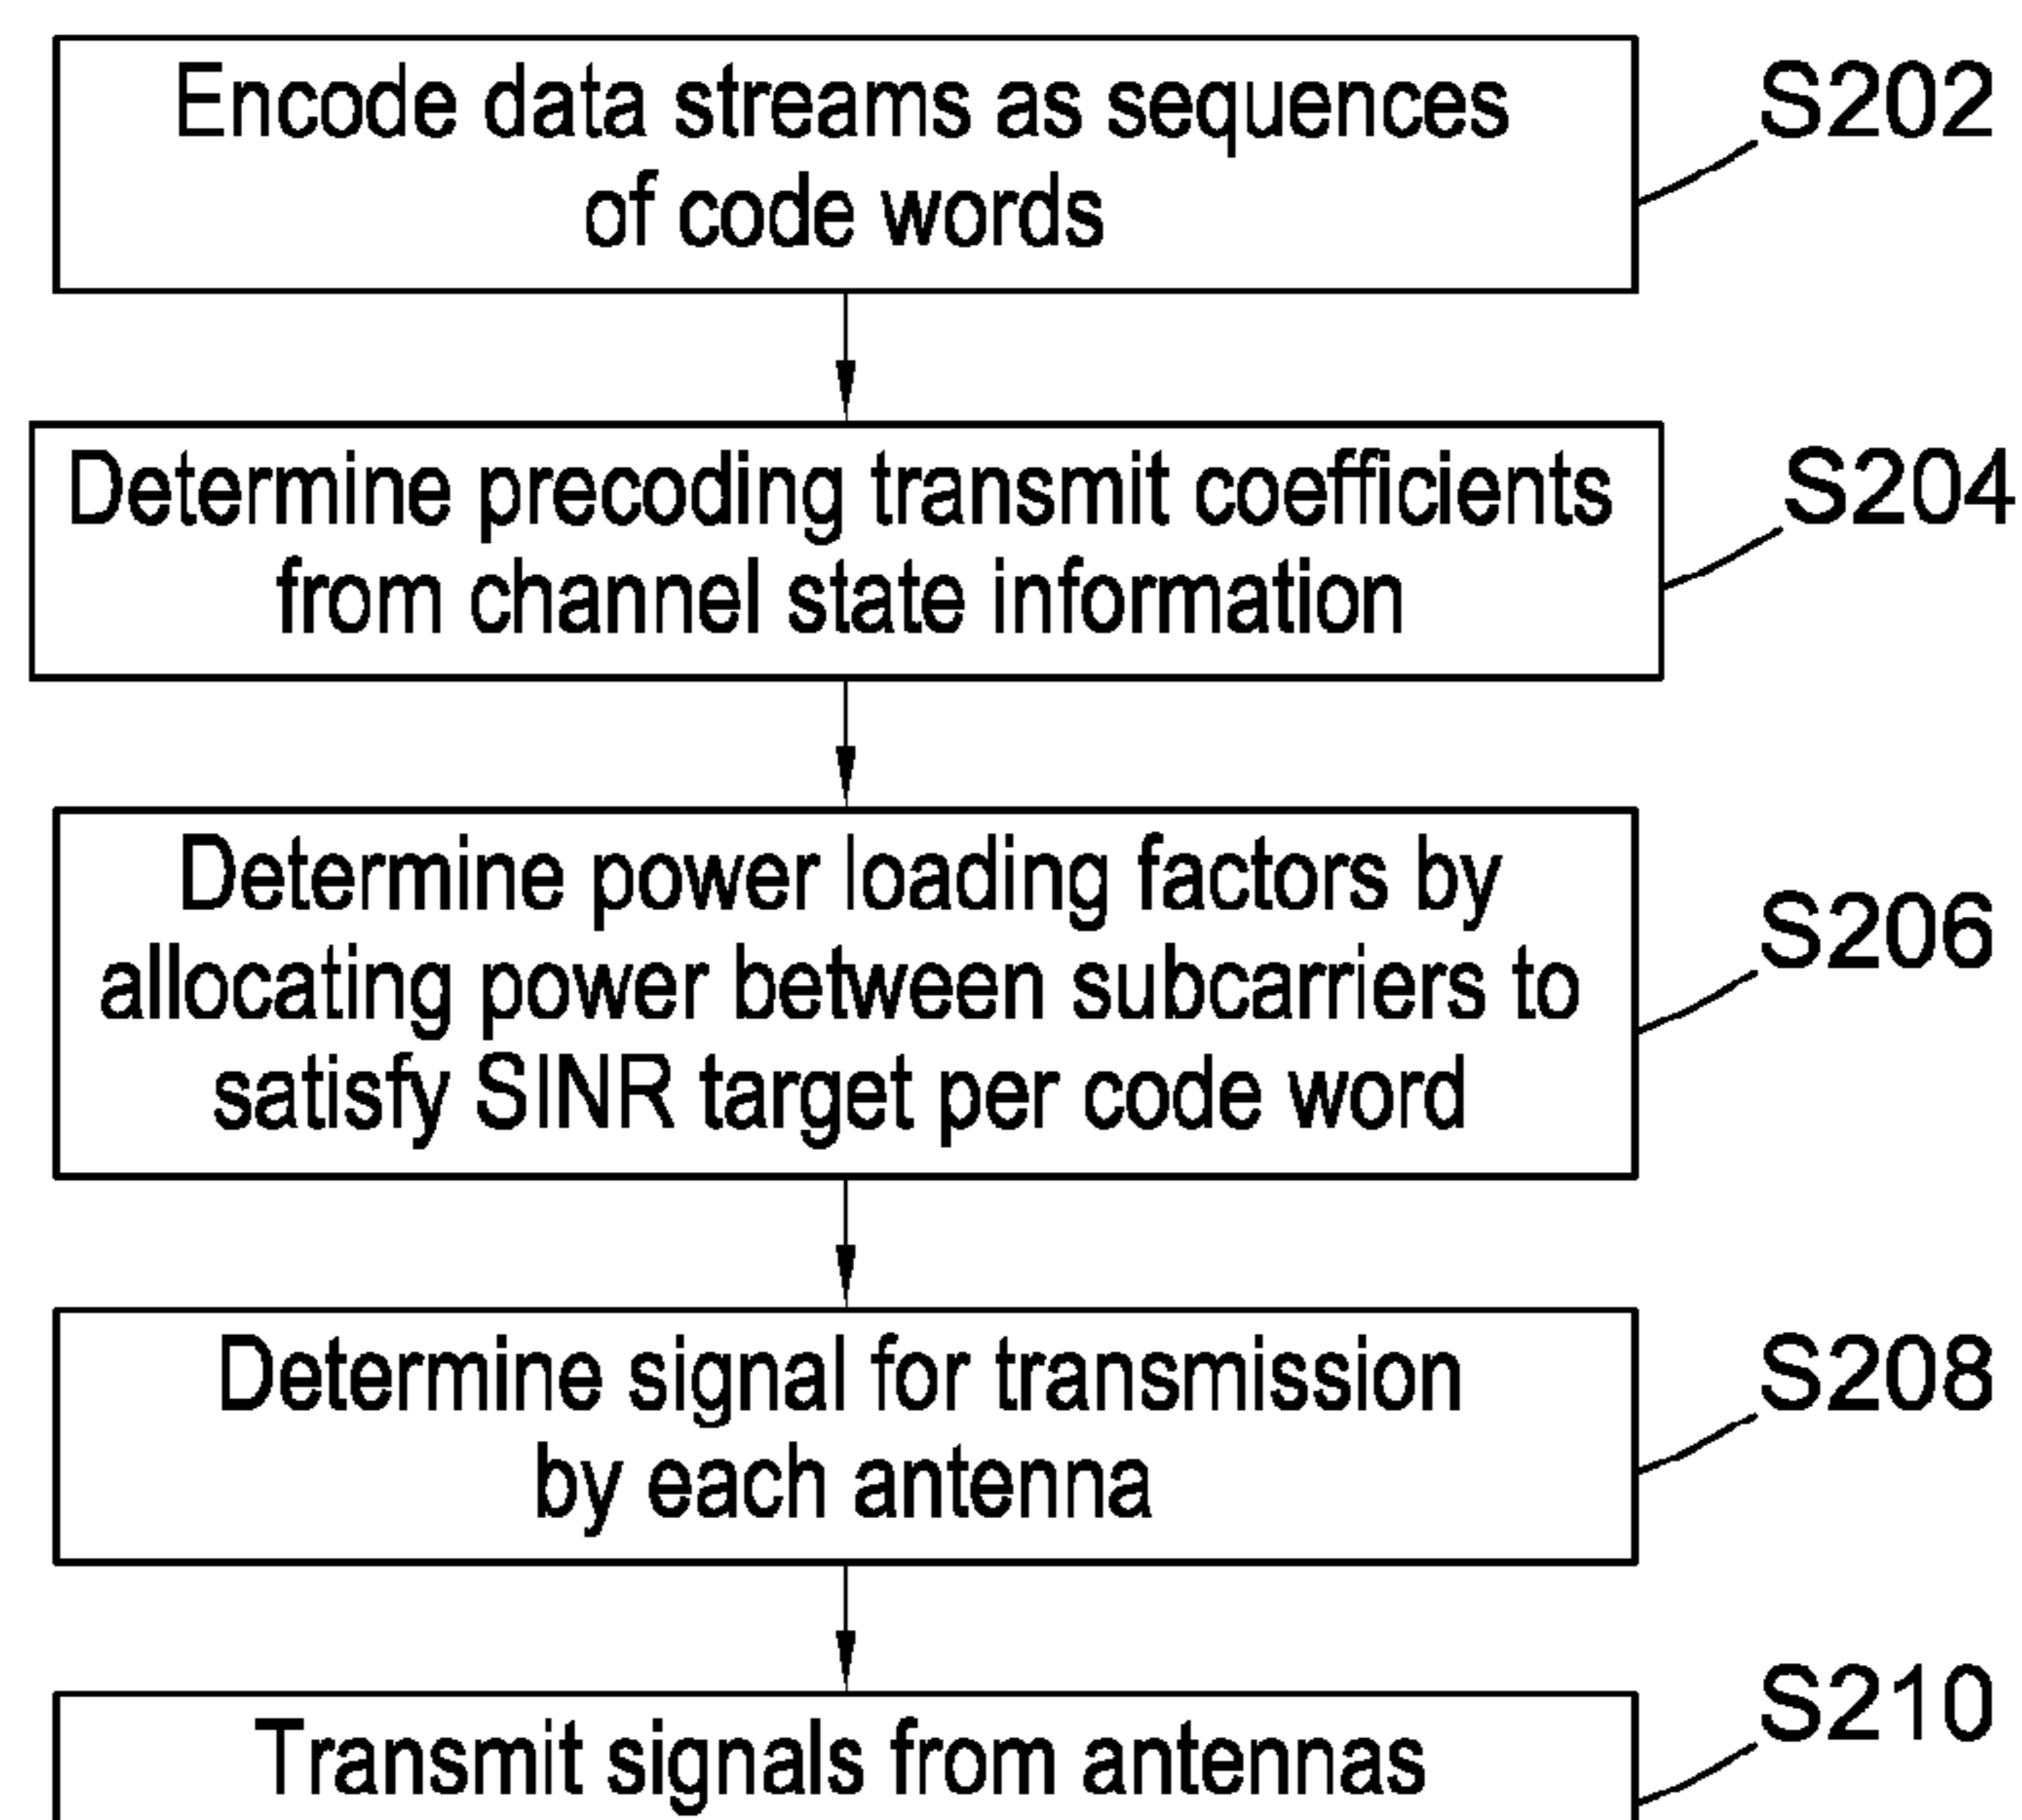 Encode data streams as sequences
of code words
S202
Determine precoding transmit coefficients
from channel state information
S204
Determine power loading factors by
allocating power between subcarriers to
satisfy SINR target per code word
S206
Determine signal for transmission
by each antenna
S208
Transmit signals from antennas
S210